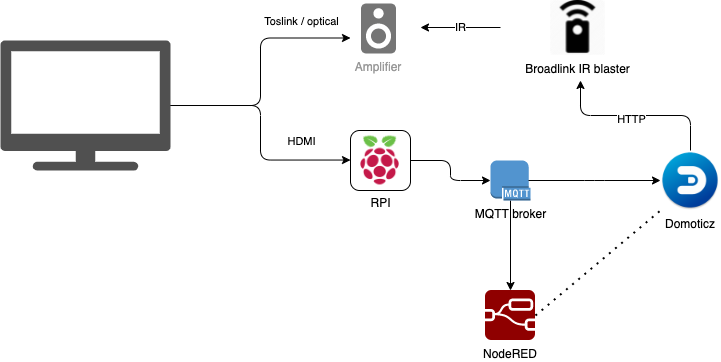 Toslink / optical
IR
Amplifier
Broadlink IR blaster
HTTP
HDMI
RPI
MQTT
MQTT broker
Domoticz
NodeRED